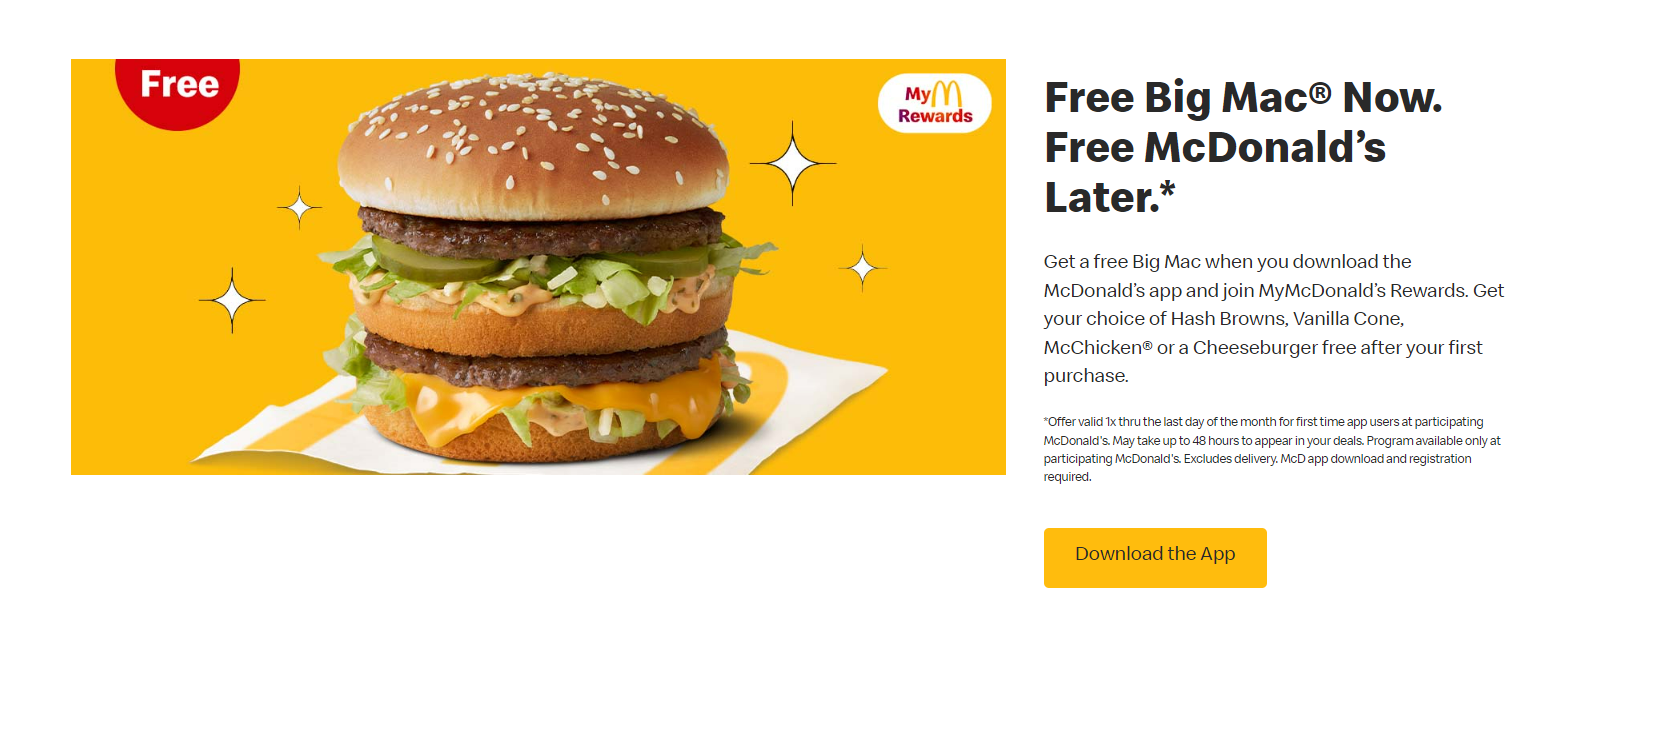 Free
My
Rewards
Free Big Mac® Now.
Free McDonald’s
Later.*
Get a free Big Mac when you download the
McDonald’s app and join MyMcDonald’s Rewards. Get
your choice of Hash Browns, Vanilla Cone,
McChicken® or a Cheeseburger free after your first
purchase.
*Offer valid 1x thru the last day of the month for first time app users at participating
McDonald's. May take up to 48 hours to appear in your deals. Program available only at
participating McDonald's. Excludes delivery. McD app download and registration
required.
Download the App